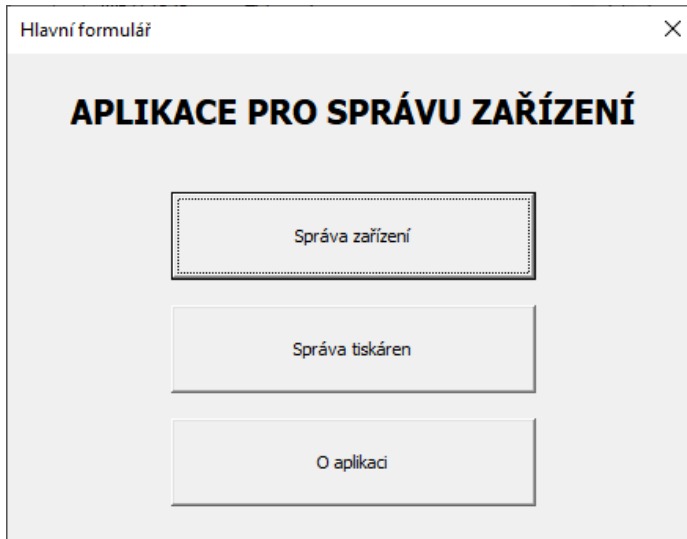 Hlavní formulář
APLIKACE PRO SPRÁVU ZAŘÍZENÍ
Správa zařízení
Správa tiskáren
O aplikaci